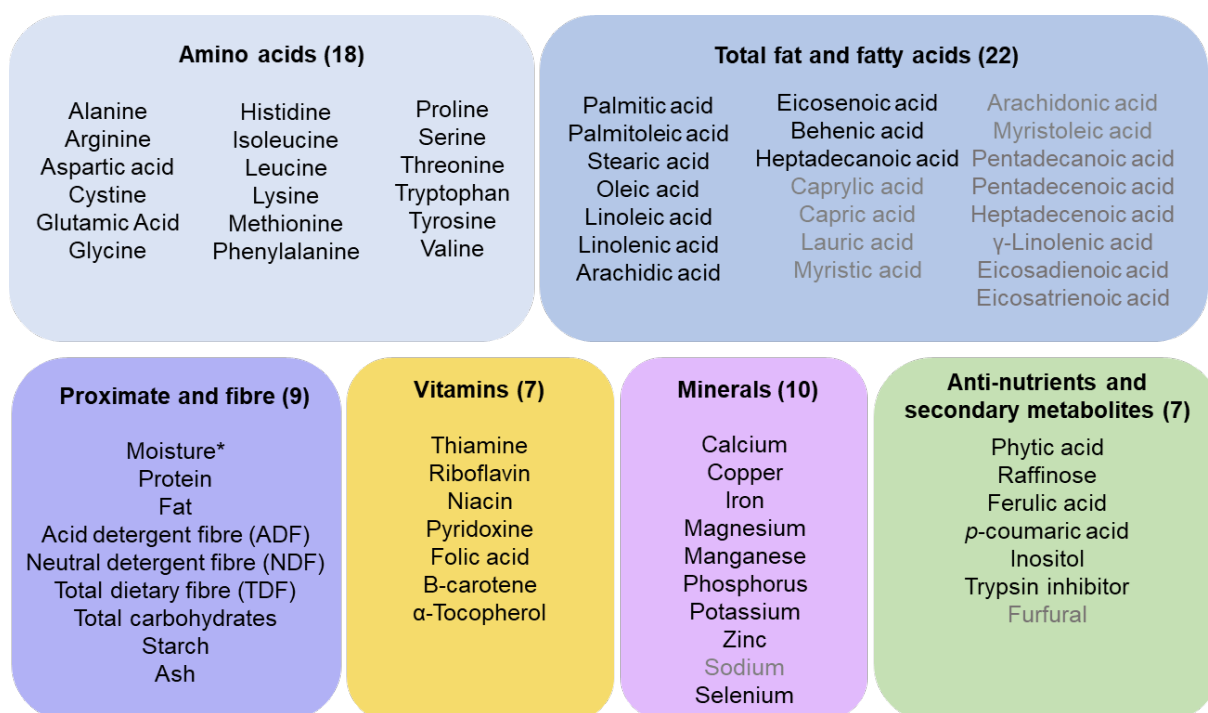 Amino acids (18)
Alanine
Arginine
Aspartic acid
Cystine
Glutamic Acid
Glycine
Histidine
Isoleucine
Leucine
Lysine
Methionine
Phenylalanine
Proline
Serine
Threonine
Tryptophan
Tyrosine
Valine
Total fat and fatty acids (22)
Palmitic acid
Palmitoleic acid
Stearic acid
Oleic acid
Linoleic acid
Linolenic acid
Arachidic acid
Eicosenoic acid
Behenic acid
Heptadecanoic acid
Caprylic acid
Capric acid
Lauric acid
Myristic acid
Arachidonic acid
Myristoleic acid
Pentadecanoic acid
Pentadecenoic acid
Heptadecenoic acid
γ-Linolenic acid
Eicosadienoic acid
Eicosatrienoic acid
Proximate and fibre (9)
Moisture*
Protein
Fat
Acid detergent fibre (ADF)
Neutral detergent fibre (NDF)
Total dietary fibre (TDF)
Total carbohydrates
Starch
Ash
Vitamins (7)
Thiamine
Riboflavin
Niacin
Pyridoxine
Folic acid
B-carotene
α-Tocopherol
Minerals (10)
Calcium
Copper
Iron
Magnesium
Manganese
Phosphorus
Potassium
Zinc
Sodium
Selenium
Anti-nutrients and
secondary metabolites (7)
Phytic acid
Raffinose
Ferulic acid
p-coumaric acid
Inositol
Trypsin inhibitor
Furfural